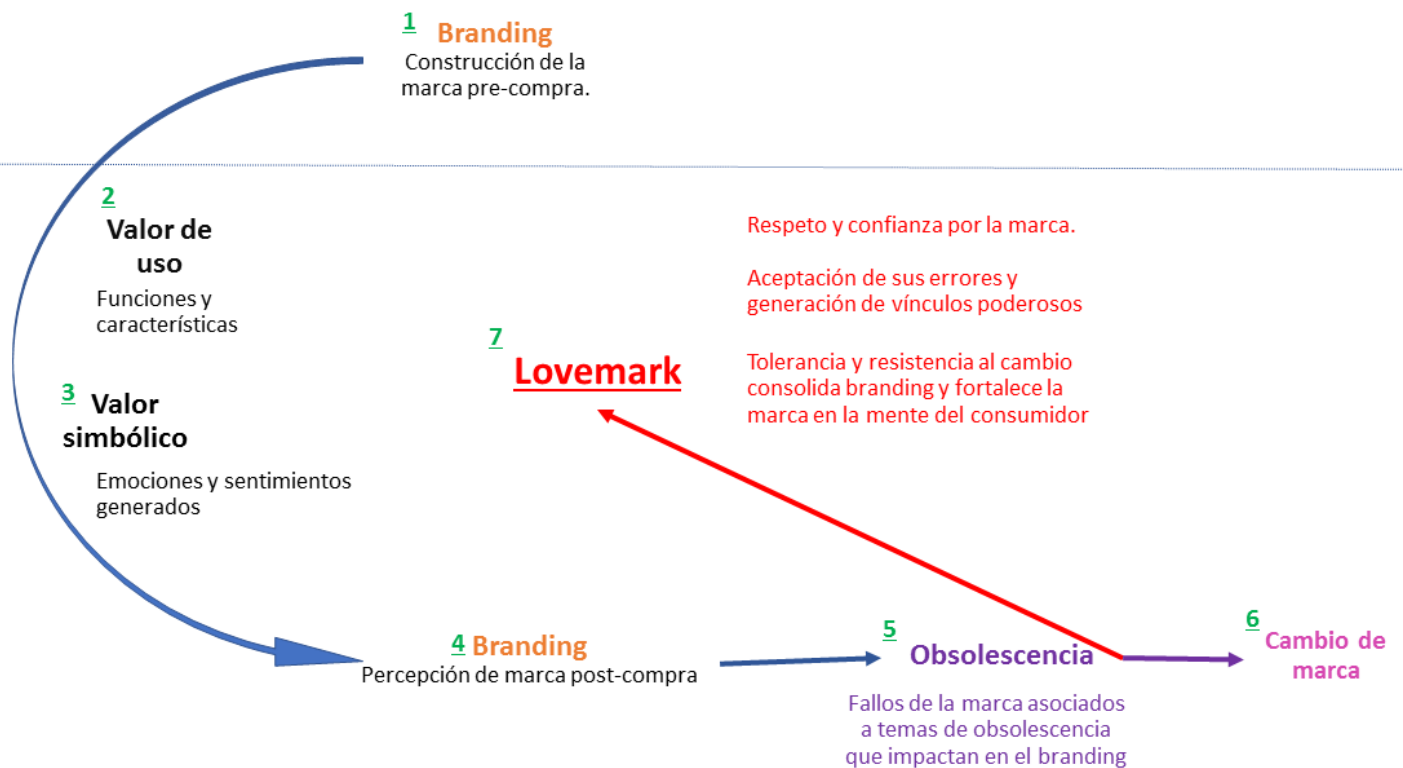 1 Branding
Construcción de la
marca pre-compra.
2
Valor de
uso
Funciones y
característicias
3 Valor
simbólico
Emociones y sentimientos
generados
4 Branding
Percepción de marca post-compra
5
Obsolescencia
Fallos de la marca asociados
a temas de obsolescencia
que impactan en el branding
6
Cambio de
marca
7
Lovemark
Respeto y confianza por la marca.
Aceptación de sus errores y
generación de vínculos poderosos
Tolerancia y resistencia al cambio
consolida branding y fortalece la
marca en la mente del consumidor